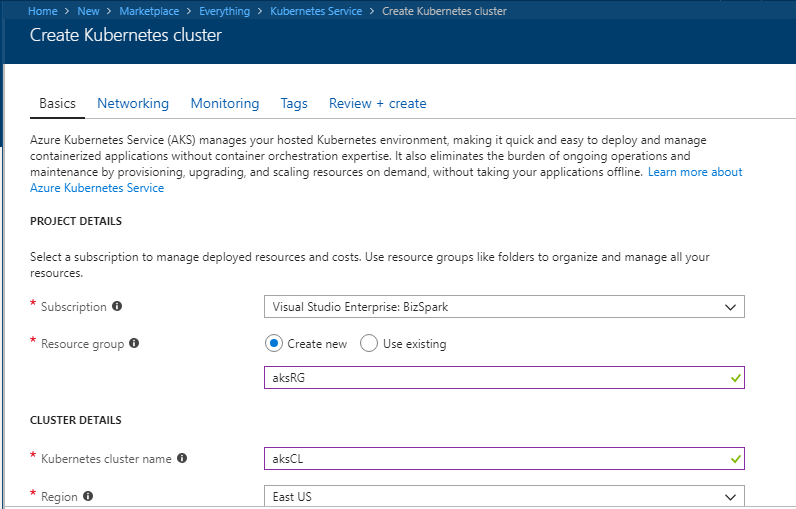 Home > New > Marketplace > Everything > Kubernetes Service > Create Kubernetes cluster
Create Kubernetes cluster
Basics Networking Monitoring Tags Review + create
Azure Kubernetes Service (AKS) manages your hosted Kubernetes environment, making it quick and easy to deploy and manage
containerized applications without container orchestration expertise. It also eliminates the burden of ongoing operations and
maintenance by provisioning, upgrading, and scaling resources on demand, without taking your applications offline. Learn more about
Azure Kubernetes Service
PROJECT DETAILS
Select a subscription to manage deployed resources and costs. Use resource groups like folders to organize and manage all your
resources.
* Subscription Visual Studio Enterprise: BizSpark
* Resource group Create new Use existing
aksRG
CLUSTER DETAILS
* Kubernetes cluster name aksCL
* Region East US